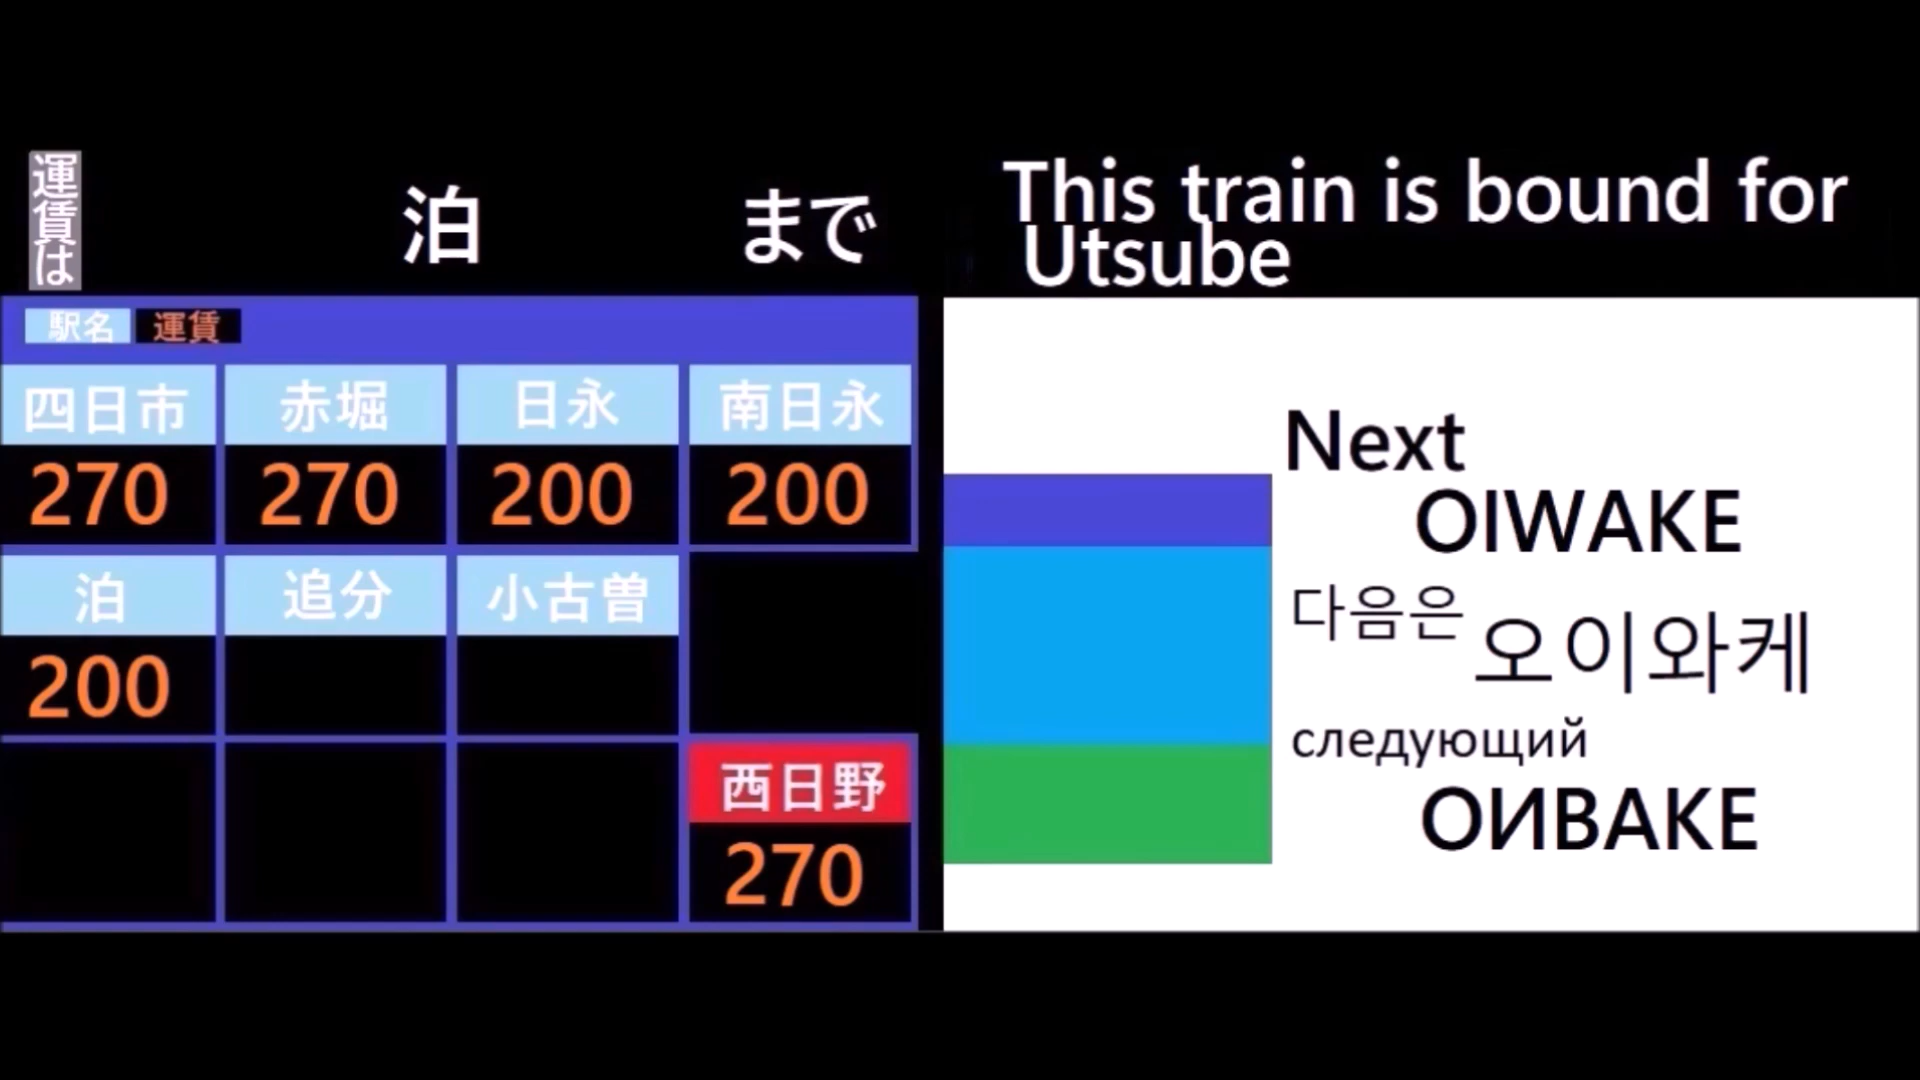 運賃は
泊 まで
駅名 運賃
四日市 赤堀 日永 南日永
270 270 200 200
泊 追分 小古曽
200
西日野
270
This train is bound for
Utsube
Next
OIWAKE
다음은 오이와케
следующий
ОИВАКЕ